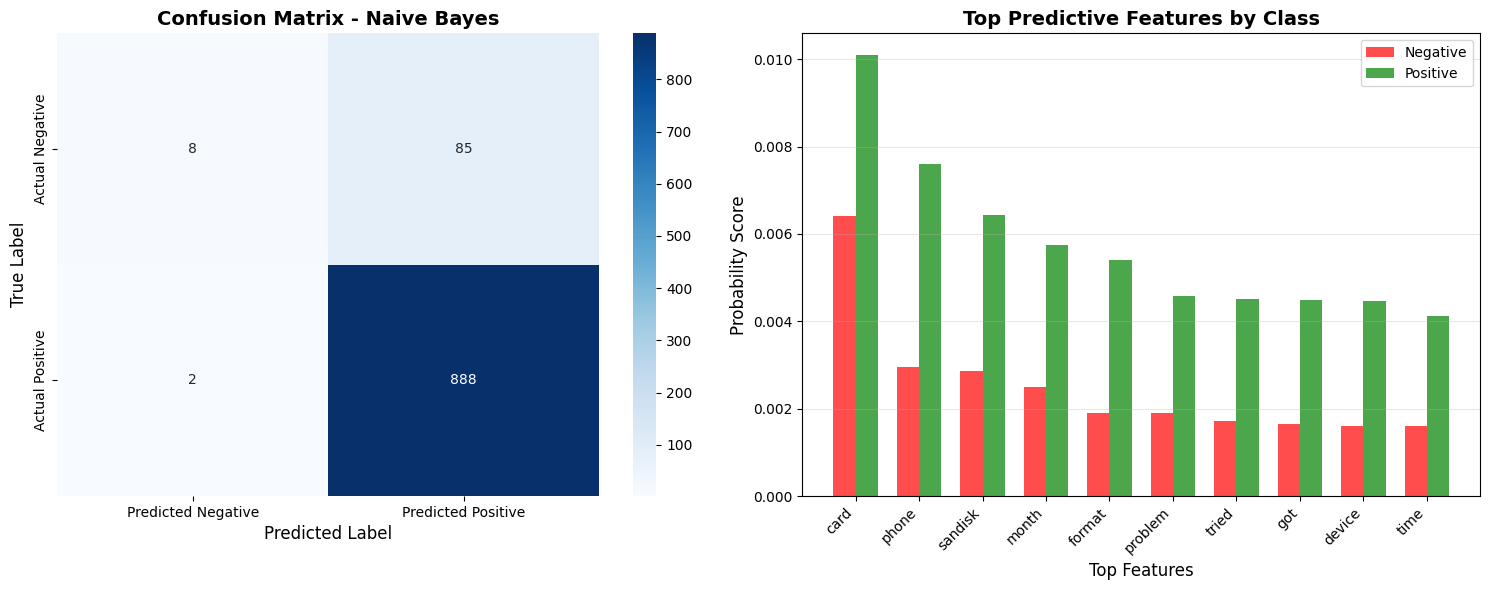 Confusion Matrix - Naive Bayes
True Label
Actual Negative
Actual Positive
8
85
2
888
Predicted Negative
Predicted Positive
Predicted Label
800
700
600
500
400
300
200
100
Top Predictive Features by Class
Negative
Positive
Probability Score
0.010
0.008
0.006
0.004
0.002
0.000
card
phone
sandisk
month
format
problem
tried
got
device
time
Top Features